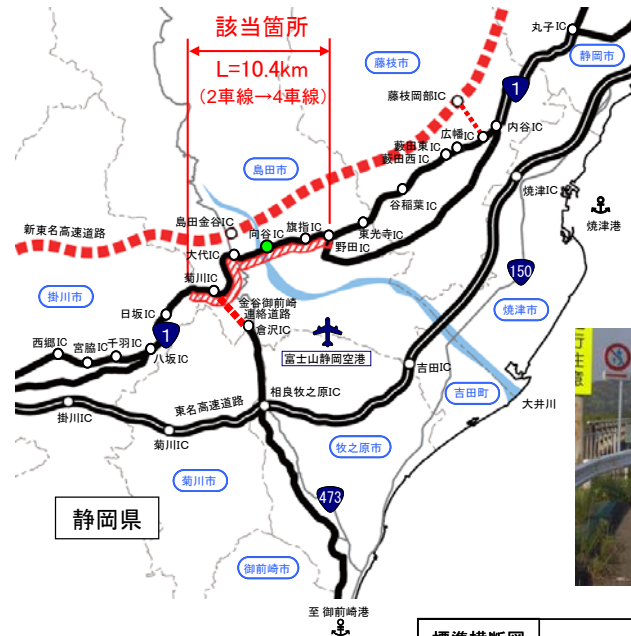 該当箇所
L=10.4km
（2車線→4車線）
丸子IC
静岡市
藤枝市
1
藤枝岡部IC
内谷IC
広幡IC
薮田東IC
薮田西IC
焼津IC
焼津港
島田市
谷稲葉IC
新東名高速道路
島田金谷IC
向谷IC
旗指IC
東光寺IC
野田IC
大代IC
150
掛川市
菊川IC
金谷御前崎
連絡道路
倉沢IC
焼津市
日坂IC
1
西郷IC
宮脇IC
千羽IC
八坂IC
富士山静岡空港
吉田IC
吉田町
大井川
東名高速道路
相良牧之原IC
掛川IC
菊川IC
牧之原市
菊川市
473
静岡県
御前崎市
至 御前崎港
標準横断図